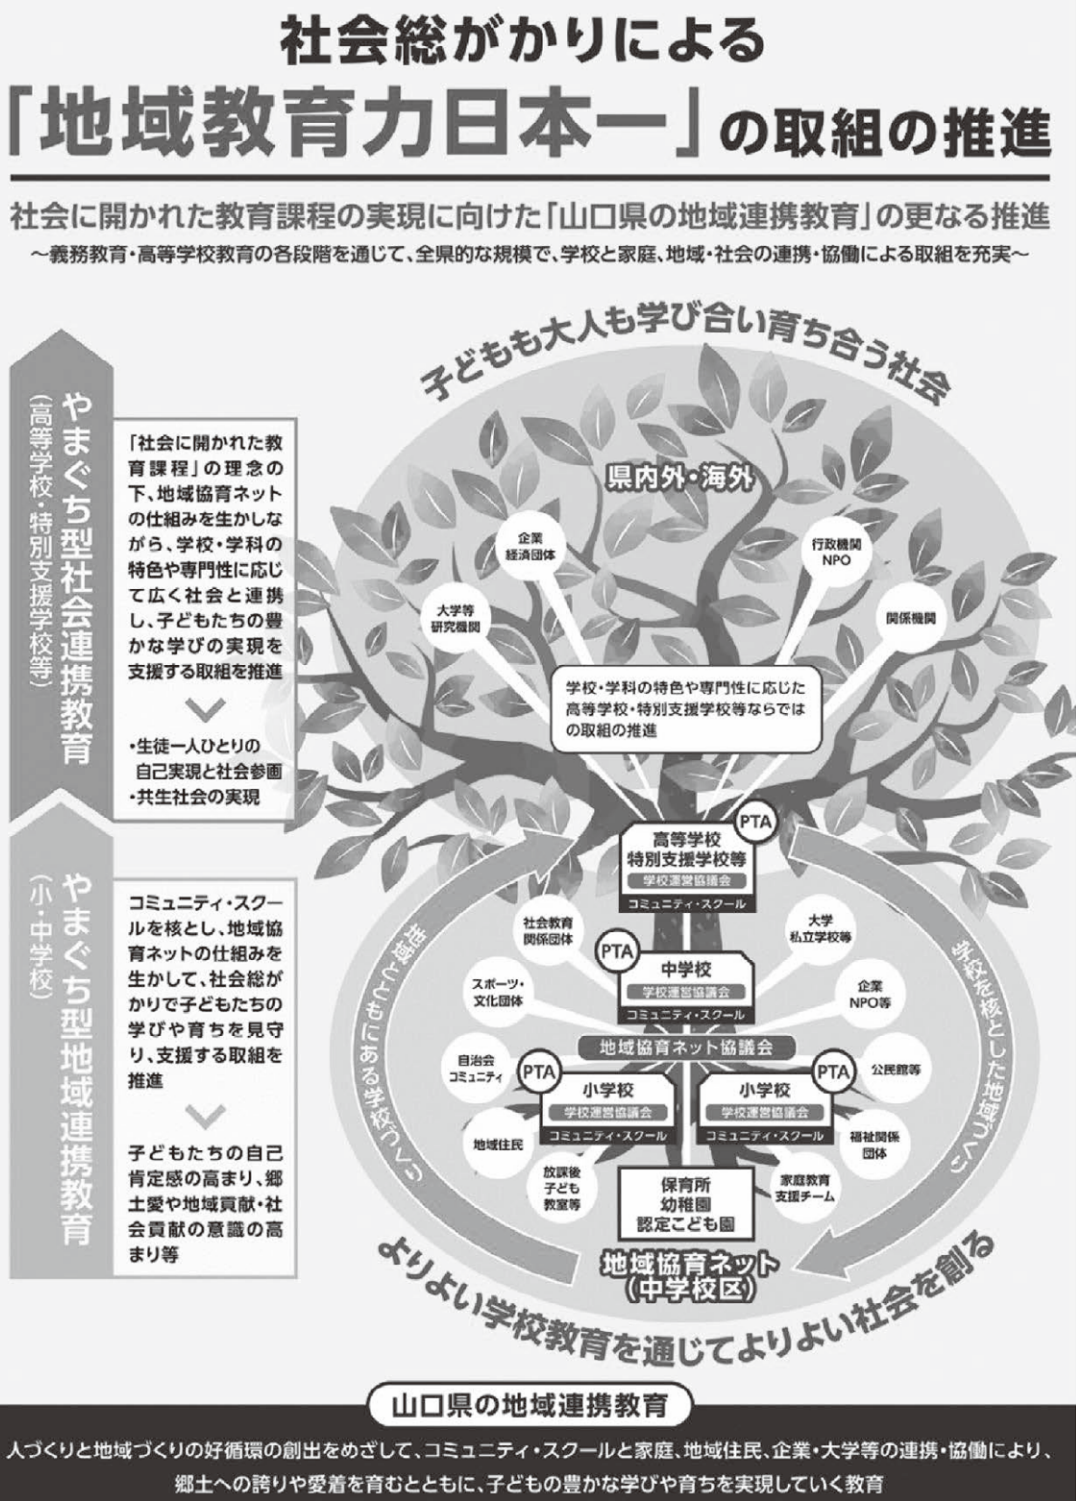 社会総がかりによる
「地域教育力日本一」の取組の推進
社会に開かれた教育課程の実現に向けた「山口県の地域連携教育」の更なる推進
～義務教育・高等学校教育の各段階を通じて、全県的な規模で、学校と家庭、地域・社会の連携・協働による取組を充実～
やまぐち型社会連携教育
（高等学校・特別支援学校等）
「社会に開かれた教
育課程」の理念の
下、地域協育ネット
の仕組みを生かしな
がら、学校・学科の
特色や専門性に応じ
て広く社会と連携
し、子どもたちの豊
かな学びの実現を
支援する取組を推進
・生徒一人ひとりの
自己実現と社会参画
・共生社会の実現
やまぐち型地域連携教育
（小・中学校）
コミュニティ・スクー
ルを核とし、地域協
育ネットの仕組みを
生かして、社会総が
かりで子どもたちの
学びや育ちを見守
り、支援する取組を
推進
子どもたちの自己
肯定感の高まり、郷
土愛や地域貢献・社
会貢献の意識の高
まり等
子どもも大人も学び合い育ち合う社会
県内外・海外
企業
経済団体
行政機関
NPO
大学等
研究機関
関係機関
学校・学科の特色や専門性に応じた
高等学校・特別支援学校等ならでは
の取組の推進
PTA
高等学校
特別支援学校等
学校運営協議会
コミュニティ・スクール
地域とともにある学校づくり
学校を核とした地域づくり
社会教育
関係団体
大学
私立学校等
PTA
中学校
学校運営協議会
コミュニティ・スクール
スポーツ・
文化団体
企業
NPO等
地域協育ネット協議会
自治会
コミュニティ
公民館等
PTA
小学校
学校運営協議会
コミュニティ・スクール
PTA
小学校
学校運営協議会
コミュニティ・スクール
地域住民
福祉関係
団体
放課後
子ども
教室等
家庭教育
支援チーム
保育所
幼稚園
認定こども園
地域協育ネット
（中学校区）
よりよい学校教育を通じてよりよい社会を創る
山口県の地域連携教育
人づくりと地域づくりの好循環の創出をめざして、コミュニティ・スクールと家庭、地域住民、企業・大学等の連携・協働により、
郷土への誇りや愛着を育むとともに、子どもの豊かな学びや育ちを実現していく教育